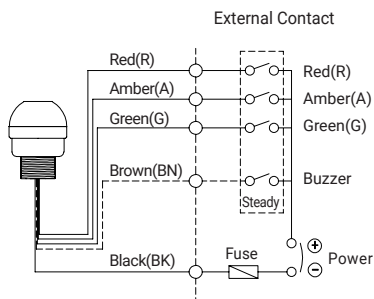 External Contact
Red(R)
Red(R)
Amber(A)
Amber(A)
Green(G)
Green(G)
Brown(BN)
Buzzer
Steady
Black(BK)
Fuse
+
Power
−